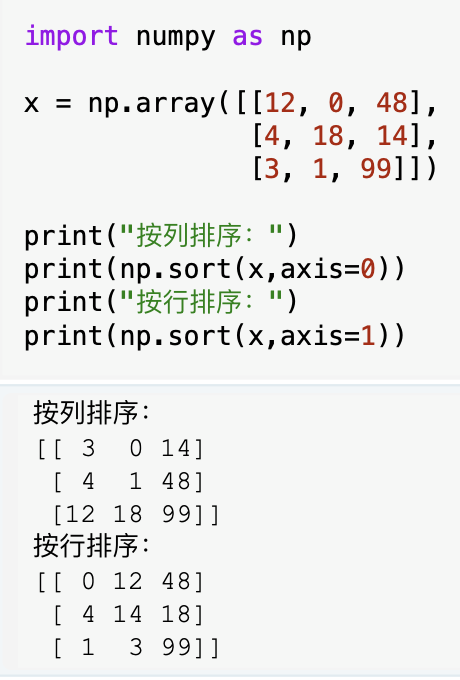 import numpy as np
x = np.array([[12, 0, 48],
[4, 18, 14],
[3, 1, 99]])
print("按列排序：")
print(np.sort(x,axis=0))
print("按行排序：")
print(np.sort(x,axis=1))
按列排序：
[[ 3  0 14]
[ 4  1 48]
[12 18 99]]
按行排序：
[[ 0 12 48]
[ 4 14 18]
[ 1  3 99]]